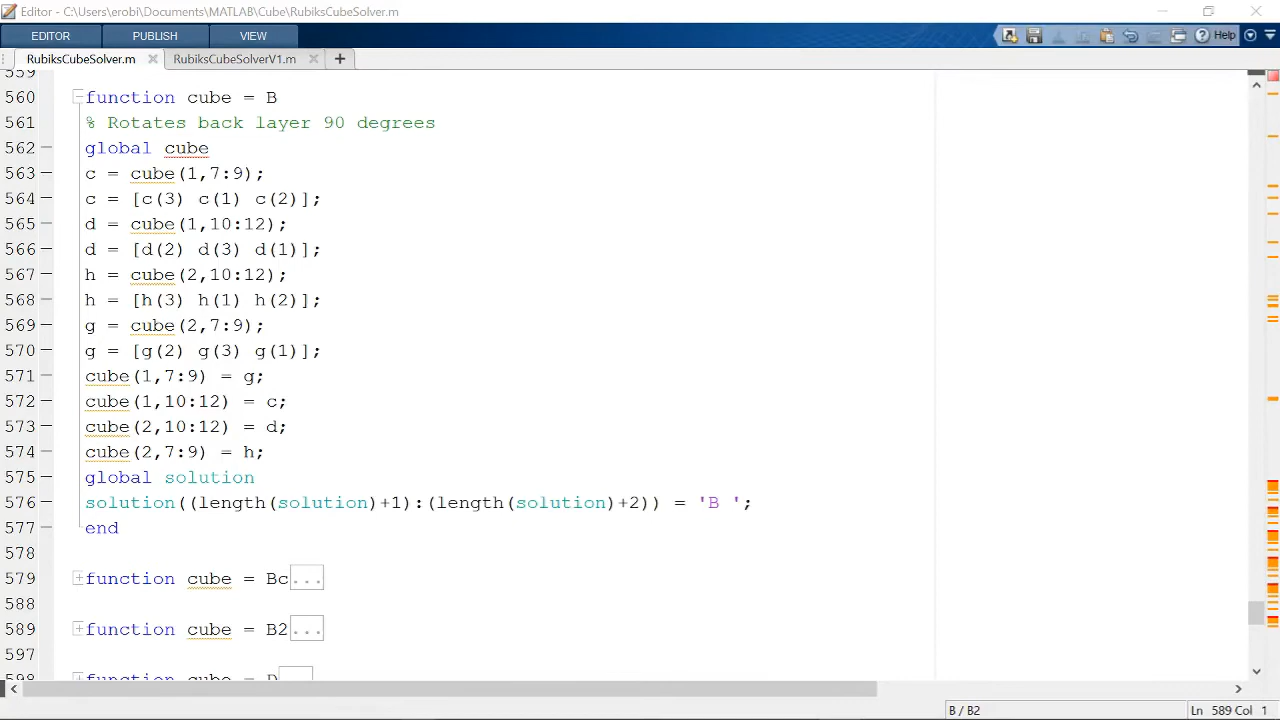 Editor - C:\Users\erobi\Documents\MATLAB\Cube\RubiksCubeSolver.m
EDITOR PUBLISH VIEW Help
RubiksCubeSolver.m RubiksCubeSolverV1.m
559
560 function cube = B
561 % Rotates back layer 90 degrees
562 global cube
563 c = cube(1,7:9);
564 c = [c(3) c(1) c(2)];
565 d = cube(1,10:12);
566 d = [d(2) d(3) d(1)];
567 h = cube(2,10:12);
568 h = [h(3) h(1) h(2)];
569 g = cube(2,7:9);
570 g = [g(2) g(3) g(1)];
571 cube(1,7:9) = g;
572 cube(1,10:12) = c;
573 cube(2,10:12) = d;
574 cube(2,7:9) = h;
575 global solution
576 solution((length(solution)+1):(length(solution)+2)) = 'B ';
577 end
578
579 function cube = Bc...
588
589 function cube = B2...
597
598 function cube = D
B / B2 Ln 589 Col 1